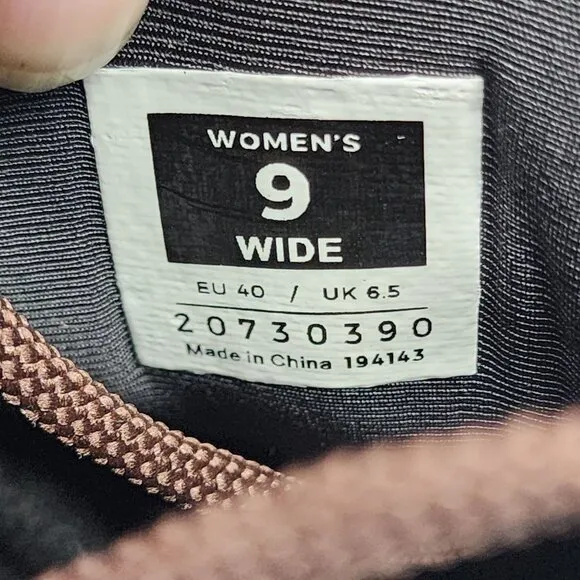 WOMEN'S
9
WIDE
EU 40 / UK 6.5
20730390
Made in China 194143